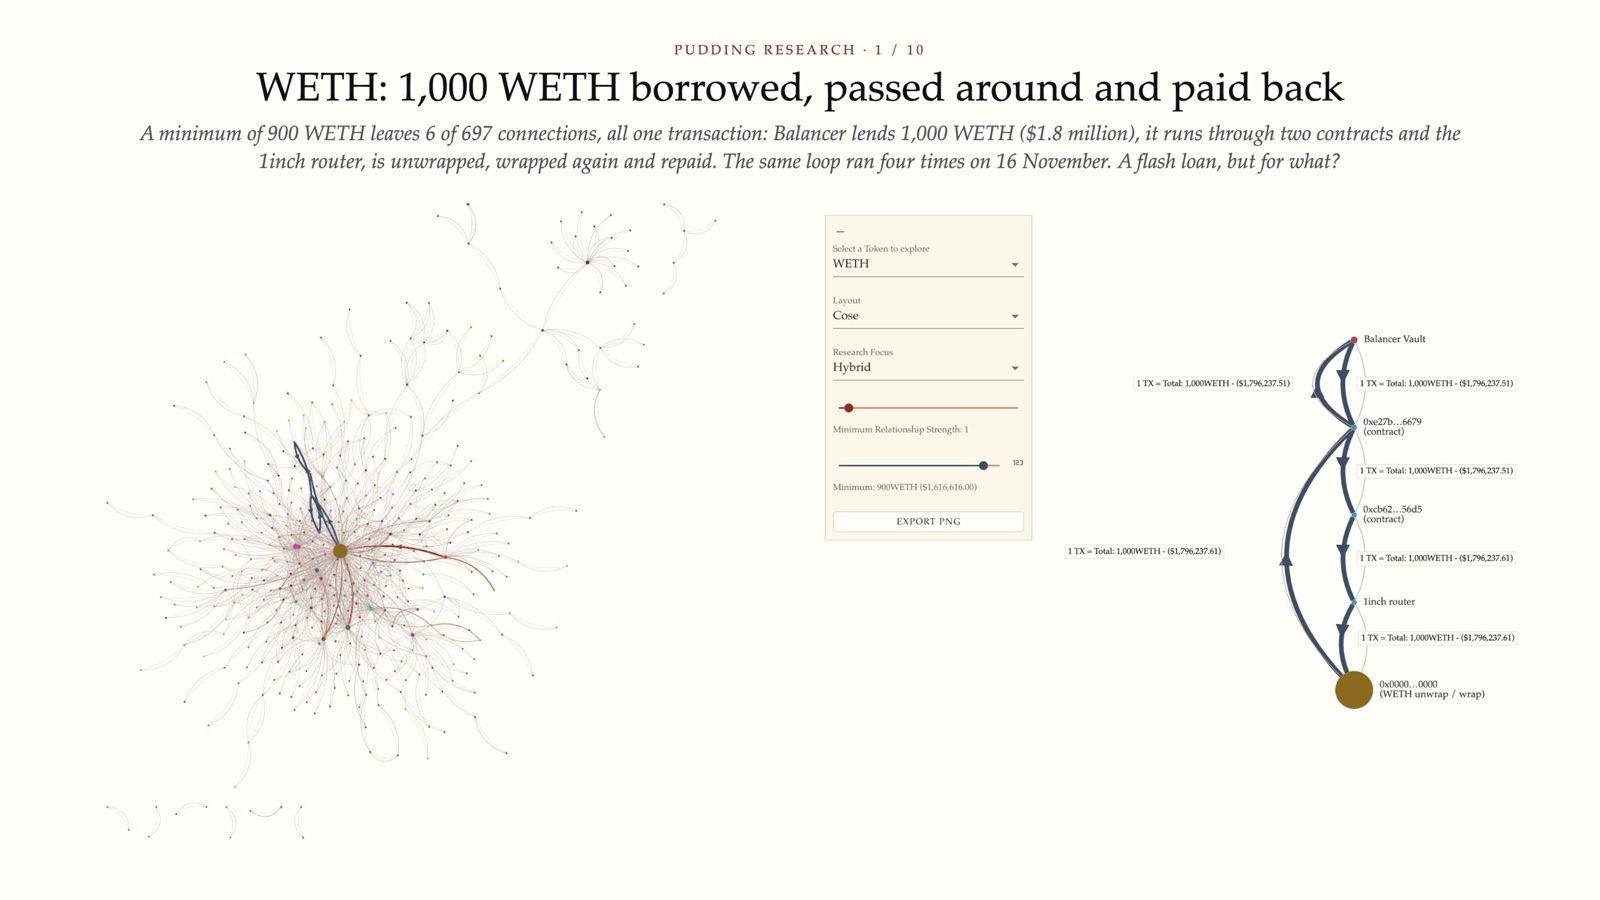 PUDDING RESEARCH · 1 / 10
WETH: 1,000 WETH borrowed, passed around and paid back
A minimum of 900 WETH leaves 6 of 697 connections, all one transaction: Balancer lends 1,000 WETH ($1.8 million), it runs through two contracts and the
1inch router, is unwrapped, wrapped again and repaid. The same loop ran four times on 16 November. A flash loan, but for what?
–
Select a Token to explore
WETH
Layout
Cose
Research Focus
Hybrid
Minimum Relationship Strength: 1
123
Minimum: 900WETH ($1,616,616.00)
EXPORT PNG
Balancer Vault
1 TX = Total: 1,000WETH - ($1,796,237.51)
1 TX = Total: 1,000WETH - ($1,796,237.51)
0xe27b…6679
(contract)
1 TX = Total: 1,000WETH - ($1,796,237.51)
0xcb62…56d5
(contract)
1 TX = Total: 1,000WETH - ($1,796,237.61)
1 TX = Total: 1,000WETH - ($1,796,237.61)
1inch router
1 TX = Total: 1,000WETH - ($1,796,237.61)
0x0000…0000
(WETH unwrap / wrap)